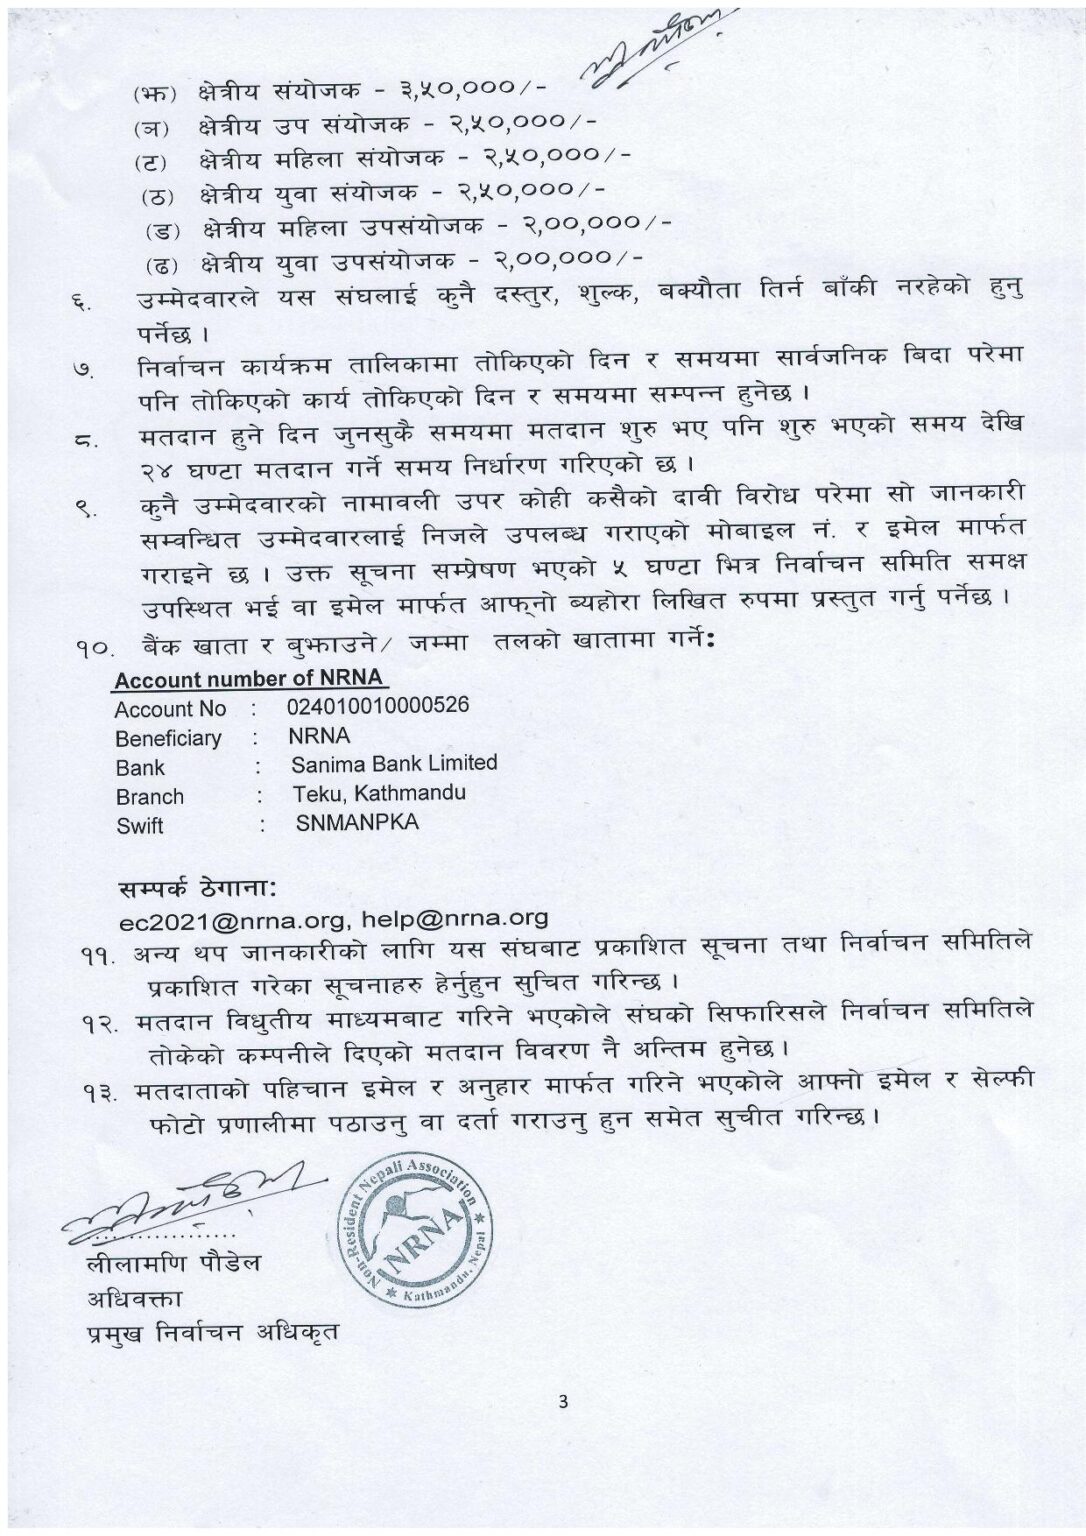 (झ) क्षेत्रीय संयोजक - ३,५०,०००/-
(ञ) क्षेत्रीय उप संयोजक - २,५०,०००/-
(ट) क्षेत्रीय महिला संयोजक - २,५०,०००/-
(ठ) क्षेत्रीय युवा संयोजक - २,५०,०००/-
(ड) क्षेत्रीय महिला उपसंयोजक - २,००,०००/-
(ढ) क्षेत्रीय युवा उपसंयोजक - २,००,०००/-
६. उम्मेदवारले यस संघलाई कुनै दस्तुर, शुल्क, बक्यौता तिर्न बाँकी नरहेको हुनु
पर्नेछ ।
७. निर्वाचन कार्यक्रम तालिकामा तोकिएको दिन र समयमा सार्वजनिक बिदा परेमा
पनि तोकिएको कार्य तोकिएको दिन र समयमा सम्पन्न हुनेछ ।
८. मतदान हुने दिन जुनसुकै समयमा मतदान शुरु भए पनि शुरु भएको समय देखि
२४ घण्टा मतदान गर्ने समय निर्धारण गरिएको छ ।
९. कुनै उम्मेदवारको नामावली उपर कोही कसैको दावी विरोध परेमा सो जानकारी
सम्वन्धित उम्मेदवारलाई निजले उपलब्ध गराएको मोबाइल नं. र इमेल मार्फत
गराइने छ । उक्त सूचना सम्प्रेषण भएको ५ घण्टा भित्र निर्वाचन समिति समक्ष
उपस्थित भई वा इमेल मार्फत आफ्‌नो ब्यहोरा लिखित रुपमा प्रस्तुत गर्नु पर्नेछ ।
१०. बैंक खाता र बुझाउने/ जम्मा तलको खातामा गर्ने:
Account number of NRNA
Account No : 024010010000526
Beneficiary : NRNA
Bank : Sanima Bank Limited
Branch : Teku, Kathmandu
Swift : SNMANPKA
सम्पर्क ठेगाना:
ec2021@nrna.org, help@nrna.org
११. अन्य थप जानकारीको लागि यस संघबाट प्रकाशित सूचना तथा निर्वाचन समितिले
प्रकाशित गरेका सूचनाहरु हेर्नुहुन सुचित गरिन्छ ।
१२. मतदान विधुतीय माध्यमबाट गरिने भएकोले संघको सिफारिसले निर्वाचन समितिले
तोकेको कम्पनीले दिएको मतदान विवरण नै अन्तिम हुनेछ ।
१३. मतदाताको पहिचान इमेल र अनुहार मार्फत गरिने भएकोले आफ्नो इमेल र सेल्फी
फोटो प्रणालीमा पठाउनु वा दर्ता गराउनु हुन समेत सुचीत गरिन्छ ।
Non-Resident Nepali Association
NRNA
Kathmandu, Nepal
लीलामणि पौडेल
अधिवक्ता
प्रमुख निर्वाचन अधिकृत
3